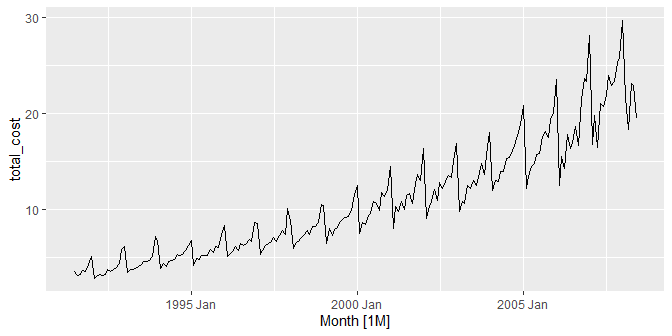 30
20
10
total_cost
1995 Jan
2000 Jan
2005 Jan
Month [1M]